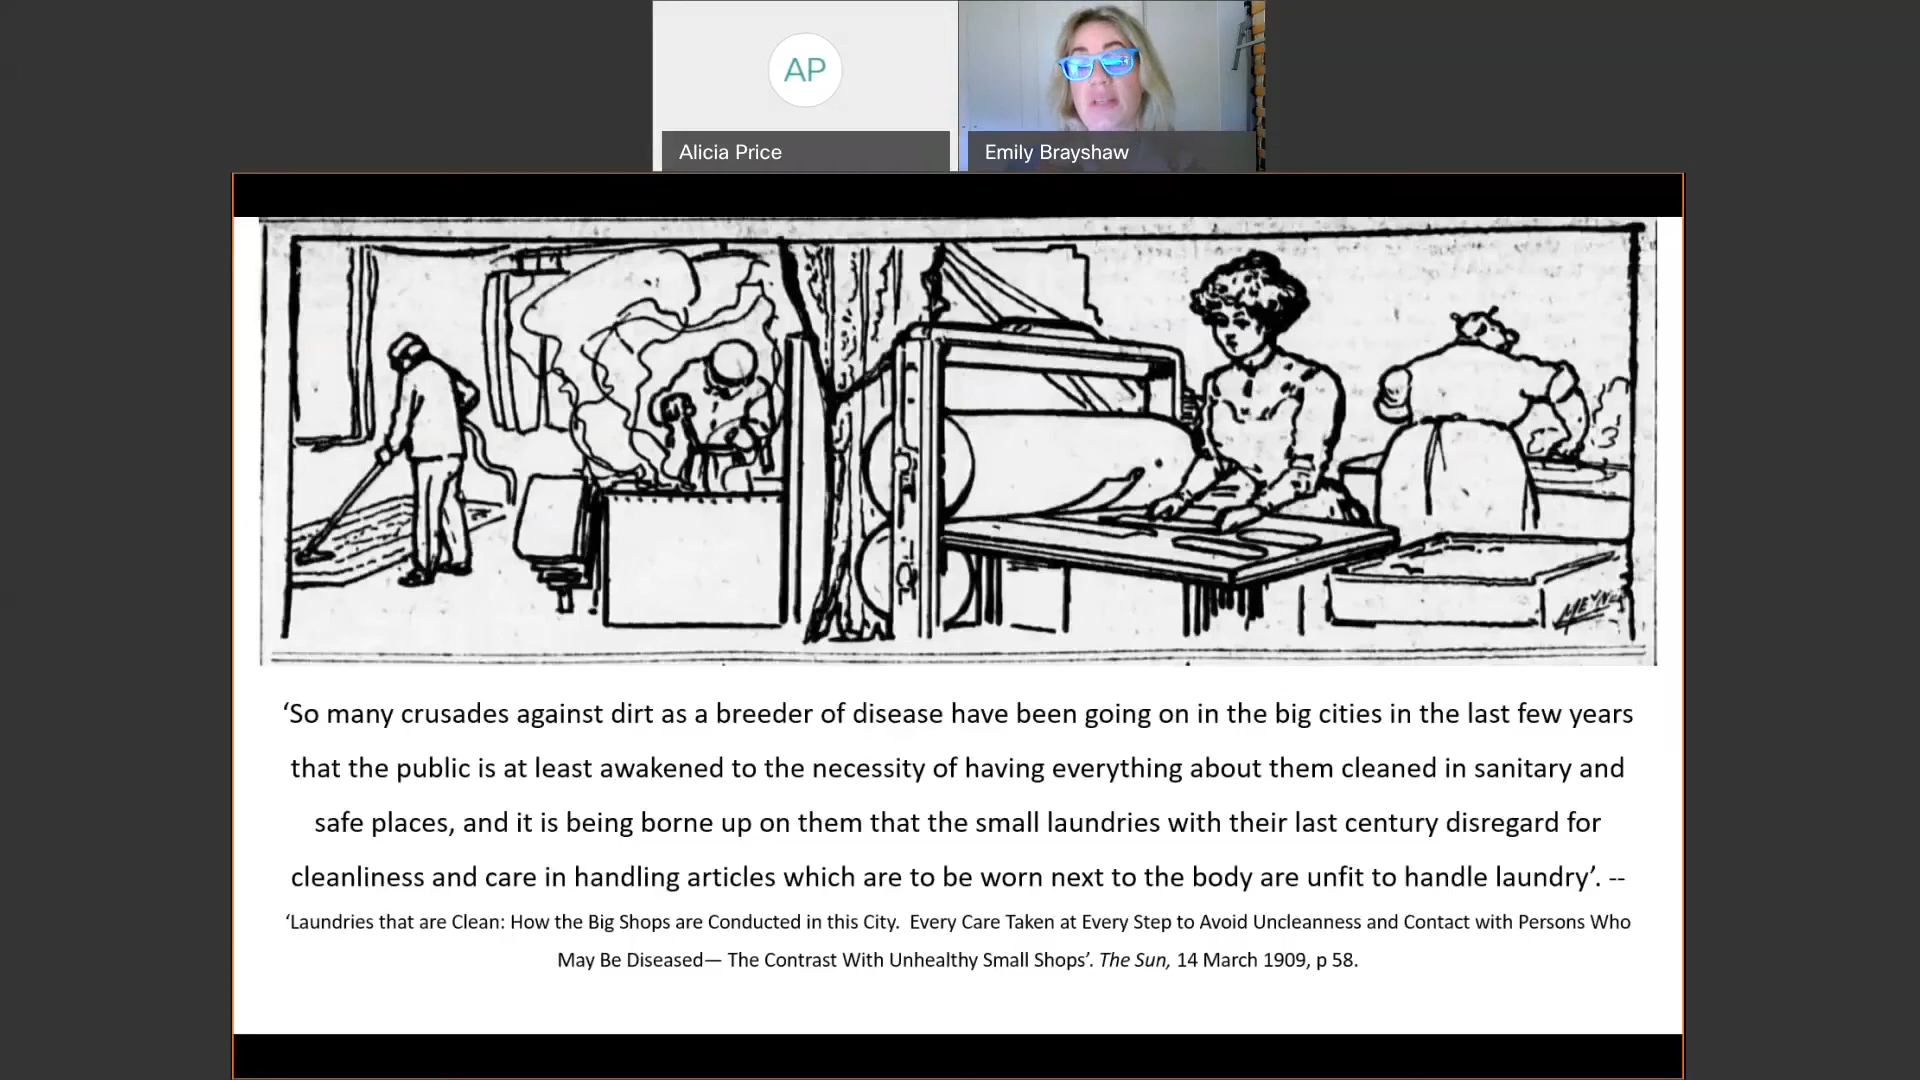 AP
Alicia Price
Emily Brayshaw
‘So many crusades against dirt as a breeder of disease have been going on in the big cities in the last few years
that the public is at least awakened to the necessity of having everything about them cleaned in sanitary and
safe places, and it is being borne up on them that the small laundries with their last century disregard for
cleanliness and care in handling articles which are to be worn next to the body are unfit to handle laundry’. --
‘Laundries that are Clean: How the Big Shops are Conducted in this City.  Every Care Taken at Every Step to Avoid Uncleanness and Contact with Persons Who
May Be Diseased— The Contrast With Unhealthy Small Shops’. The Sun, 14 March 1909, p 58.